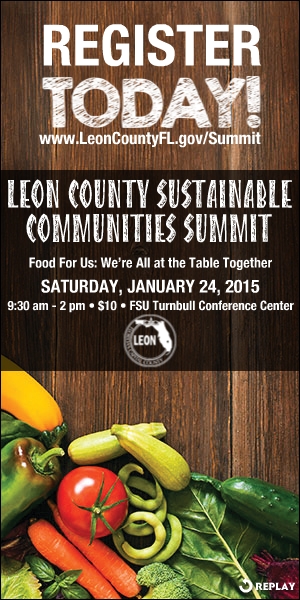 REGISTER
TODAY!
www.LeonCountyFL.gov/Summit
LEON COUNTY SUSTAINABLE
COMMUNITIES SUMMIT
Food For Us: We're All at the Table Together
SATURDAY, JANUARY 24, 2015
9:30 am - 2 pm • $10 • FSU Turnbull Conference Center
LEON
REPLAY